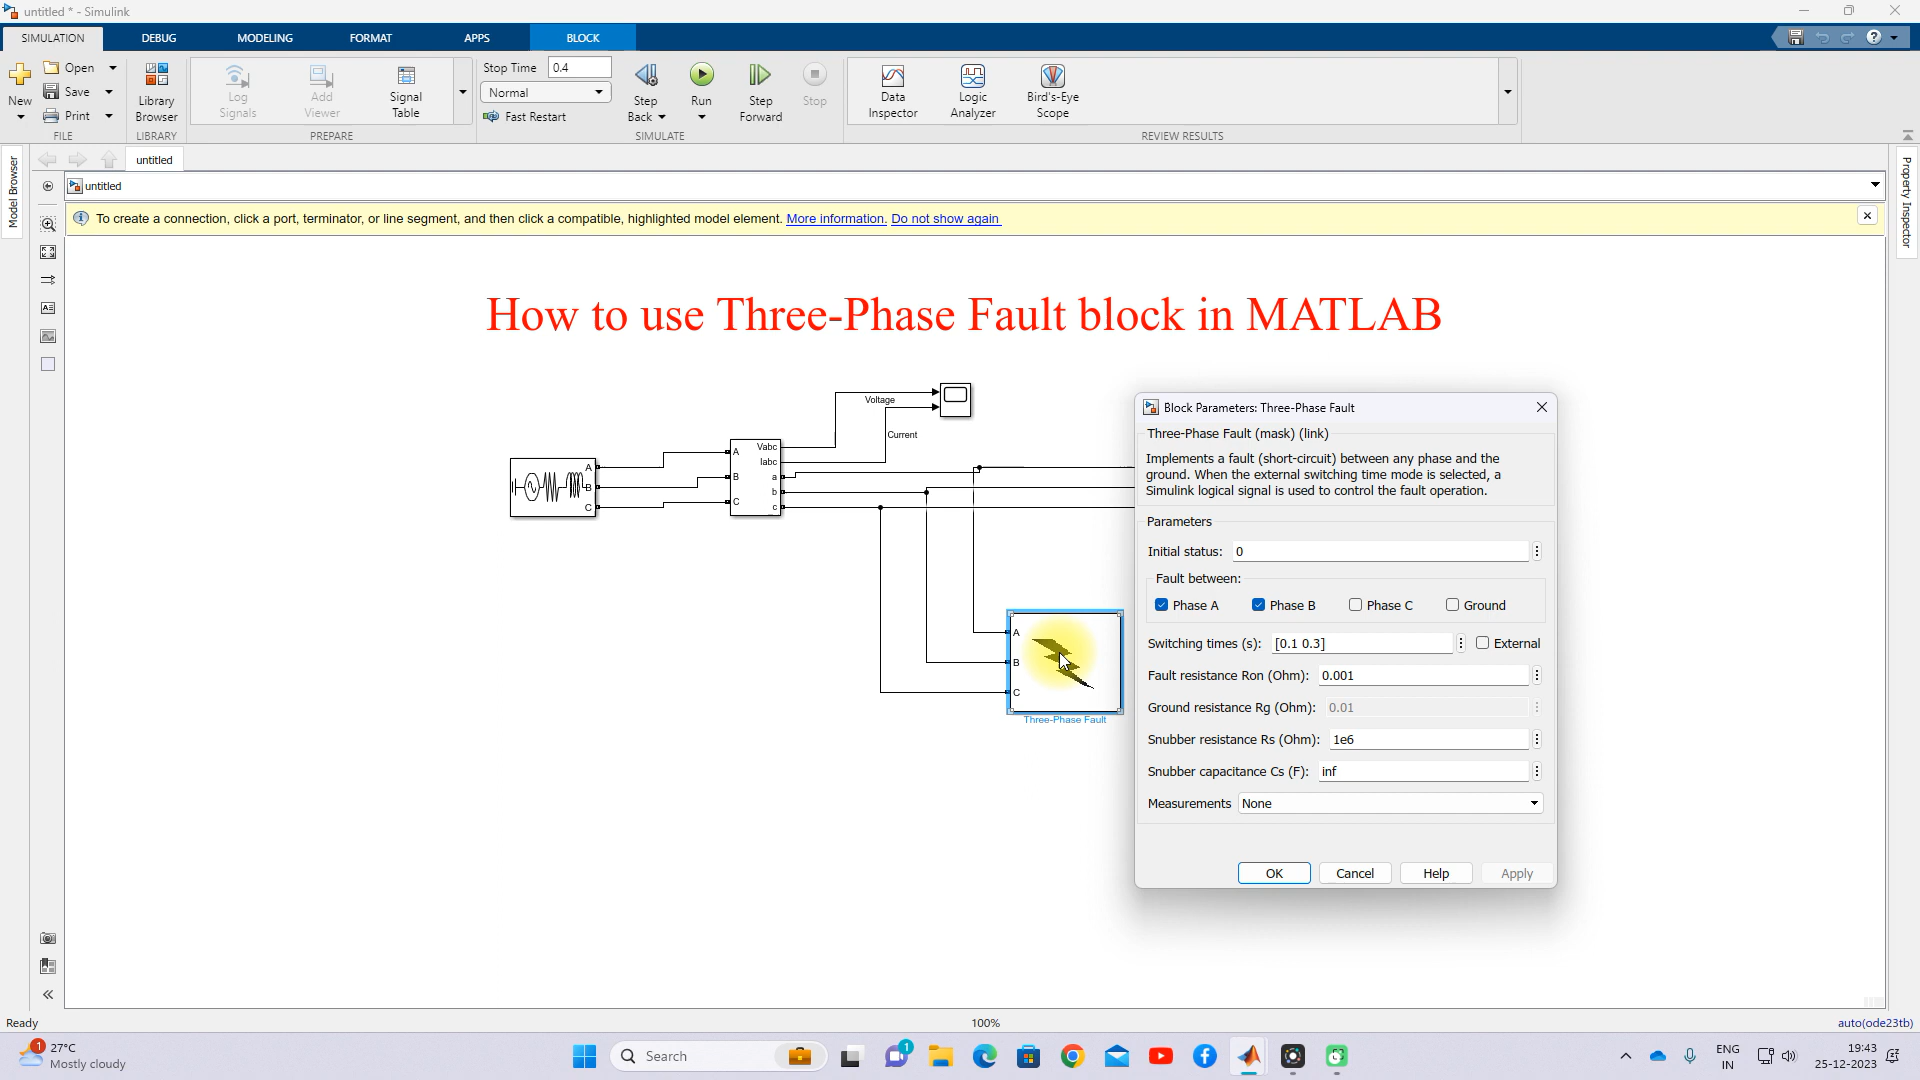 untitled * - Simulink
SIMULATION DEBUG MODELING FORMAT APPS BLOCK
New
Open
Save
Print
FILE
Library Browser
LIBRARY
Log Signals
Add Viewer
Signal Table
PREPARE
Stop Time 0.4
Normal
Fast Restart
Step Back
Run
Step Forward
Stop
SIMULATE
Data Inspector
Logic Analyzer
Bird's-Eye Scope
REVIEW RESULTS
Model Browser
untitled
untitled
Property Inspector
To create a connection, click a port, terminator, or line segment, and then click a compatible, highlighted model element. More information. Do not show again
How to use Three-Phase Fault block in MATLAB
Voltage
Current
A
B
C
A
B
C
Vabc
Iabc
a
b
c
A
B
C
Three-Phase Fault
Block Parameters: Three-Phase Fault
Three-Phase Fault (mask) (link)
Implements a fault (short-circuit) between any phase and the
ground. When the external switching time mode is selected, a
Simulink logical signal is used to control the fault operation.
Parameters
Initial status: 0
Fault between:
Phase A Phase B Phase C Ground
Switching times (s): [0.1 0.3] External
Fault resistance Ron (Ohm): 0.001
Ground resistance Rg (Ohm): 0.01
Snubber resistance Rs (Ohm): 1e6
Snubber capacitance Cs (F): inf
Measurements None
OK Cancel Help Apply
Ready 100% auto(ode23tb)
1
27°C
Mostly cloudy
Search
1
ENG
IN
19:43
25-12-2023